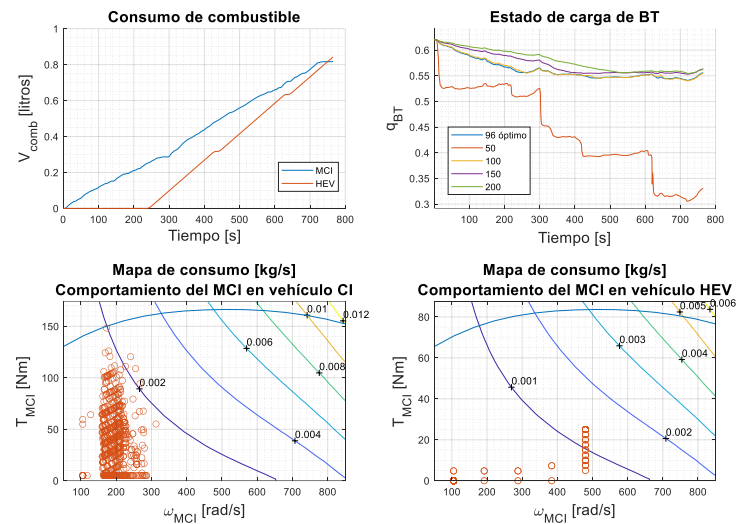 Consumo de combustible
1
0.8
0.6
0.4
0.2
0
V_comb [litros]
0 100 200 300 400 500 600 700 800
Tiempo [s]
MCI
HEV
Estado de carga de BT
0.6
0.55
0.5
0.45
0.4
0.35
0.3
q_BT
96 óptimo
50
100
150
200
100 200 300 400 500 600 700 800
Tiempo [s]
Mapa de consumo [kg/s]
Comportamiento del MCI en vehículo CI
150
100
50
0
T_MCI [Nm]
0.002
0.006
0.01
0.012
0.008
0.004
100 200 300 400 500 600 700 800
ω_MCI [rad/s]
Mapa de consumo [kg/s]
Comportamiento del MCI en vehículo HEV
80
60
40
20
0
T_MCI [Nm]
0.001
0.003
0.005
0.006
0.004
0.002
100 200 300 400 500 600 700 800
ω_MCI [rad/s]